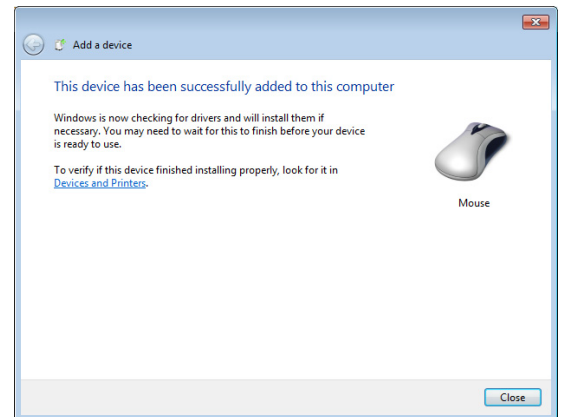 Add a device
This device has been successfully added to this computer
Windows is now checking for drivers and will install them if
necessary. You may need to wait for this to finish before your device
is ready to use.
To verify if this device finished installing properly, look for it in
Devices and Printers.
Mouse
Close